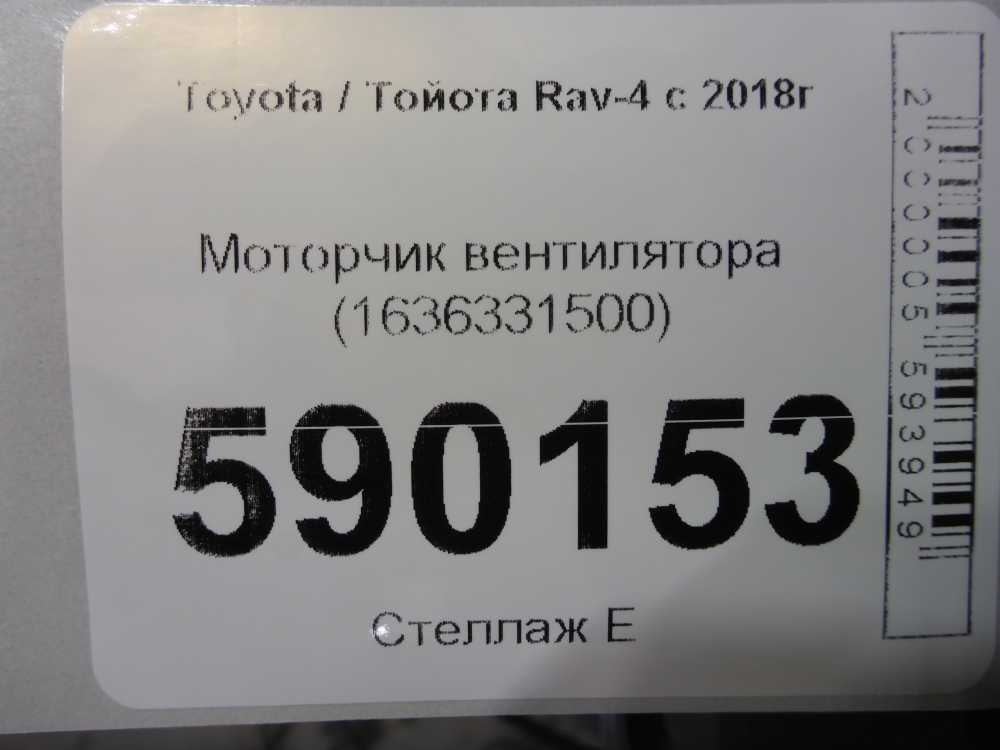 Toyota / Тойота Rav-4 с 2018г
Моторчик вентилятора
(1636331500)
590153
Стеллаж Е
2000005593949